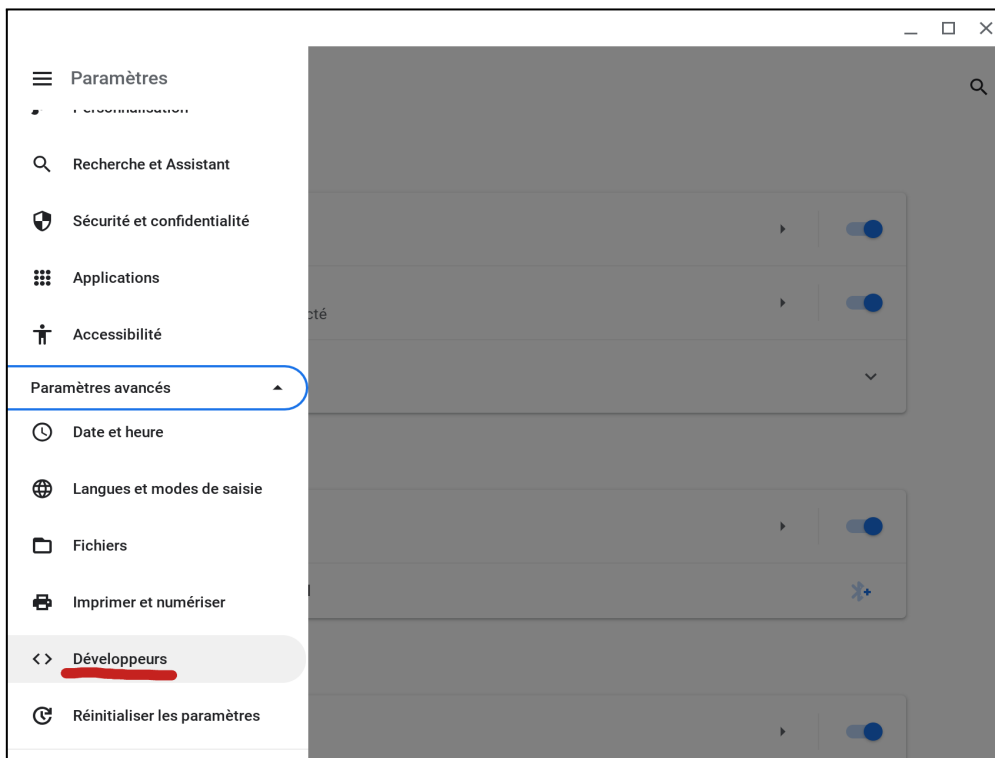 Paramètres
Personnalisation
Recherche et Assistant
Sécurité et confidentialité
Applications
Accessibilité
cté
Paramètres avancés
Date et heure
Langues et modes de saisie
Fichiers
Imprimer et numériser
Développeurs
Réinitialiser les paramètres